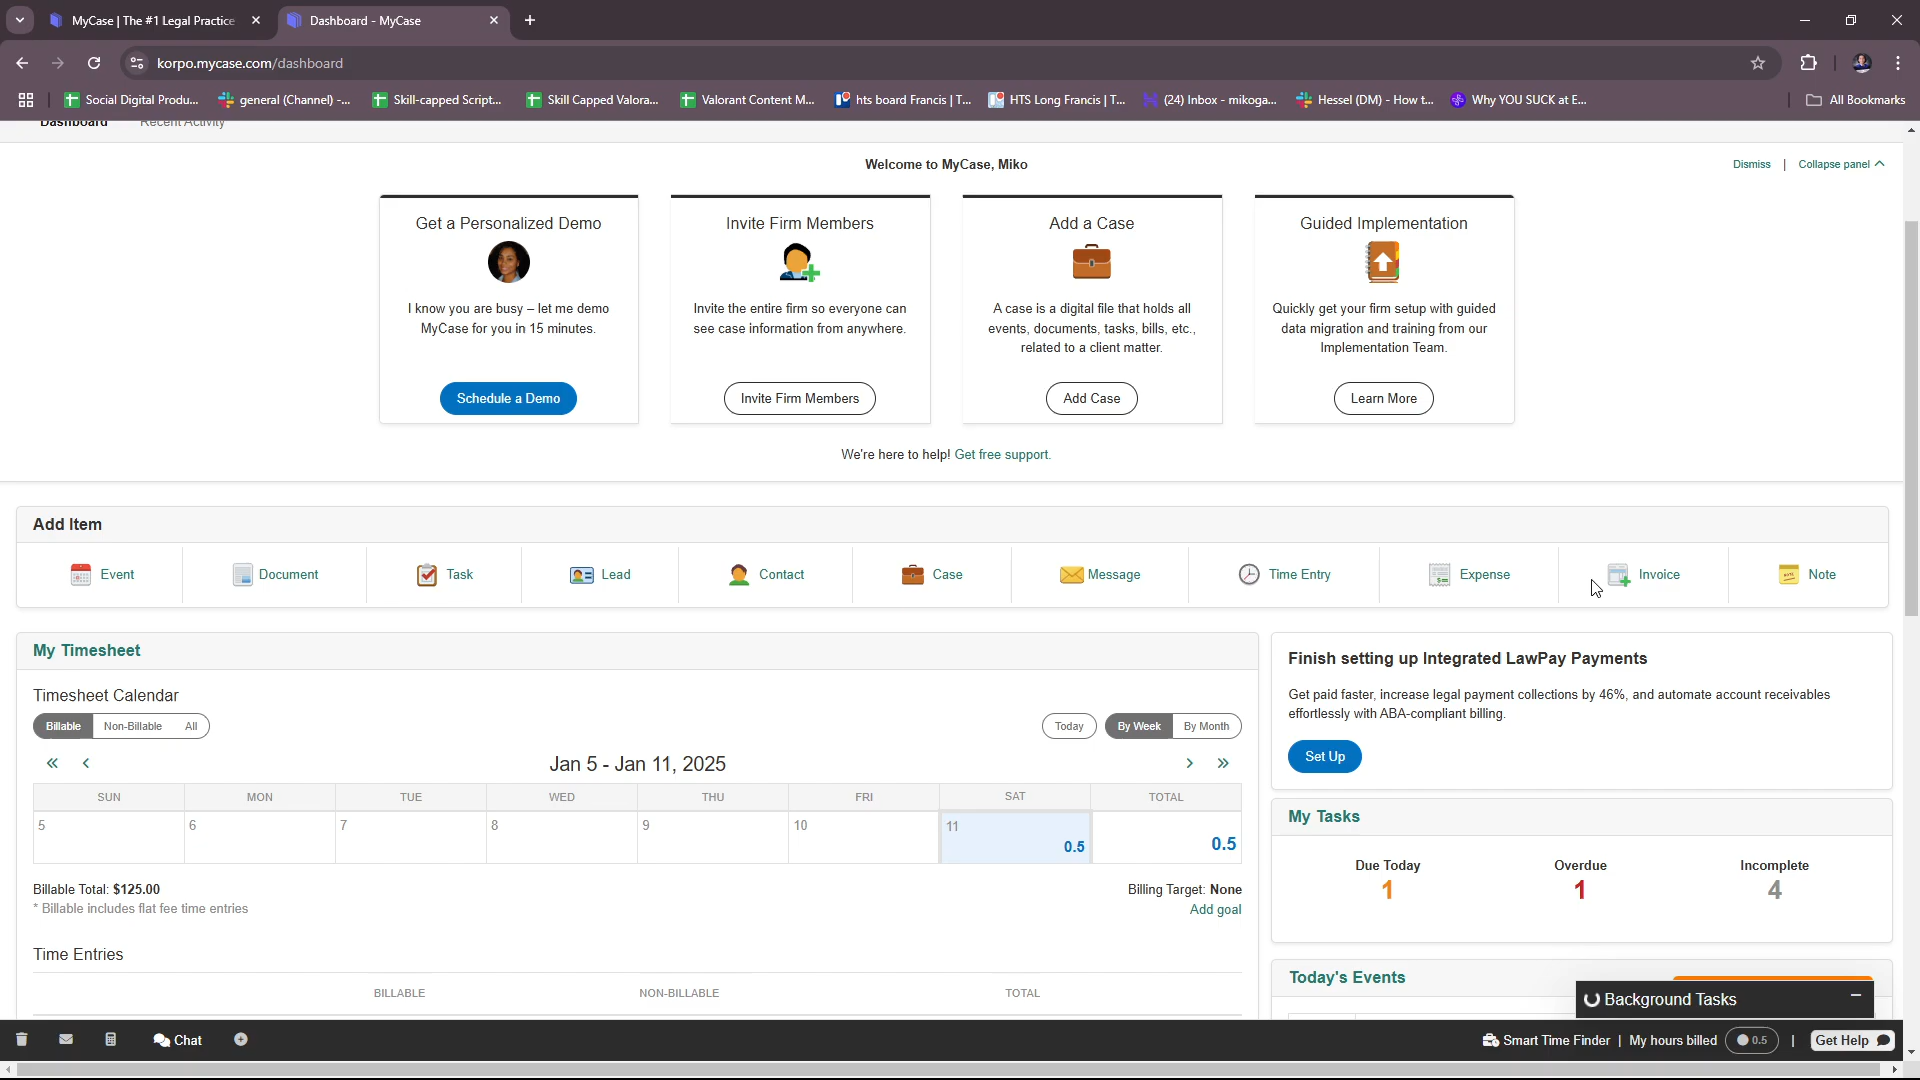 MyCase | The #1 Legal Practice
Dashboard - MyCase
korpo.mycase.com/dashboard
Social Digital Produ...
general (Channel) -...
Skill-capped Script...
Skill Capped Valora...
Valorant Content M...
hts board Francis | T...
HTS Long Francis | T...
(24) Inbox - mikoga...
Hessel (DM) - How t...
Why YOU SUCK at E...
All Bookmarks
Dashboard
Recent Activity
Welcome to MyCase, Miko
Dismiss | Collapse panel
Get a Personalized Demo
I know you are busy – let me demo
MyCase for you in 15 minutes.
Schedule a Demo
Invite Firm Members
Invite the entire firm so everyone can
see case information from anywhere.
Invite Firm Members
Add a Case
A case is a digital file that holds all
events, documents, tasks, bills, etc.,
related to a client matter.
Add Case
Guided Implementation
Quickly get your firm setup with guided
data migration and training from our
Implementation Team.
Learn More
We're here to help! Get free support.
Add Item
Event
Document
Task
Lead
Contact
Case
Message
Time Entry
Expense
Invoice
Note
My Timesheet
Timesheet Calendar
Billable Non-Billable All
Today
By Week By Month
Jan 5 - Jan 11, 2025
SUN MON TUE WED THU FRI SAT TOTAL
5 6 7 8 9 10 11
0.5 0.5
Billable Total: $125.00
* Billable includes flat fee time entries
Billing Target: None
Add goal
Time Entries
BILLABLE NON-BILLABLE TOTAL
Finish setting up Integrated LawPay Payments
Get paid faster, increase legal payment collections by 46%, and automate account receivables
effortlessly with ABA-compliant billing.
Set Up
My Tasks
Due Today Overdue Incomplete
1 1 4
Today's Events
Background Tasks
Chat
Smart Time Finder | My hours billed 0.5 | Get Help